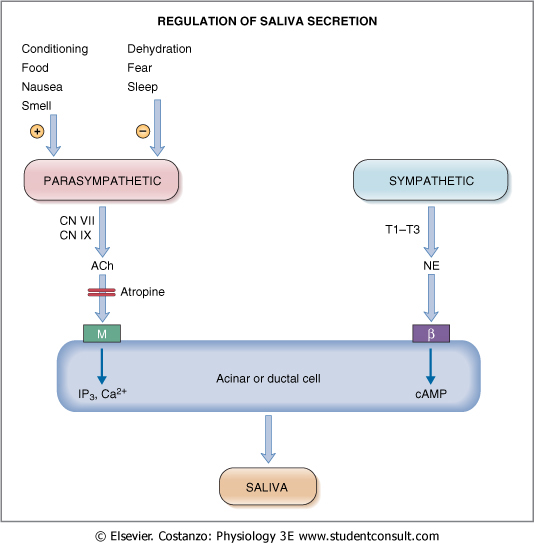 REGULATION OF SALIVA SECRETION
Conditioning
Food
Nausea
Smell
Dehydration
Fear
Sleep
+
−
PARASYMPATHETIC
SYMPATHETIC
CN VII
CN IX
T1–T3
ACh
NE
Atropine
M
β
Acinar or ductal cell
IP₃, Ca²⁺
cAMP
SALIVA
© Elsevier. Costanzo: Physiology 3E www.studentconsult.com